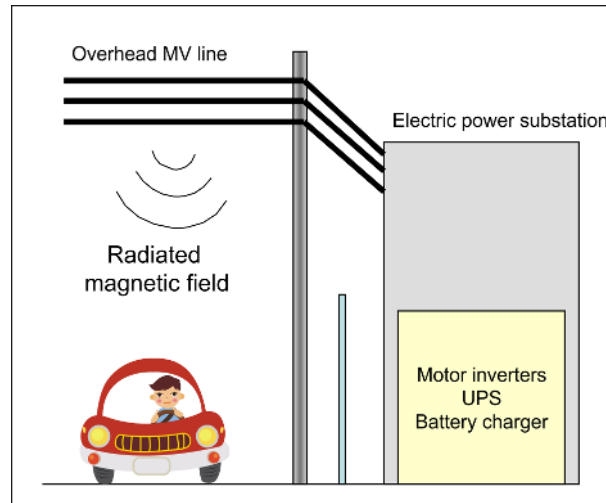 Overhead MV line
Electric power substation
Radiated
magnetic field
Motor inverters
UPS
Battery charger